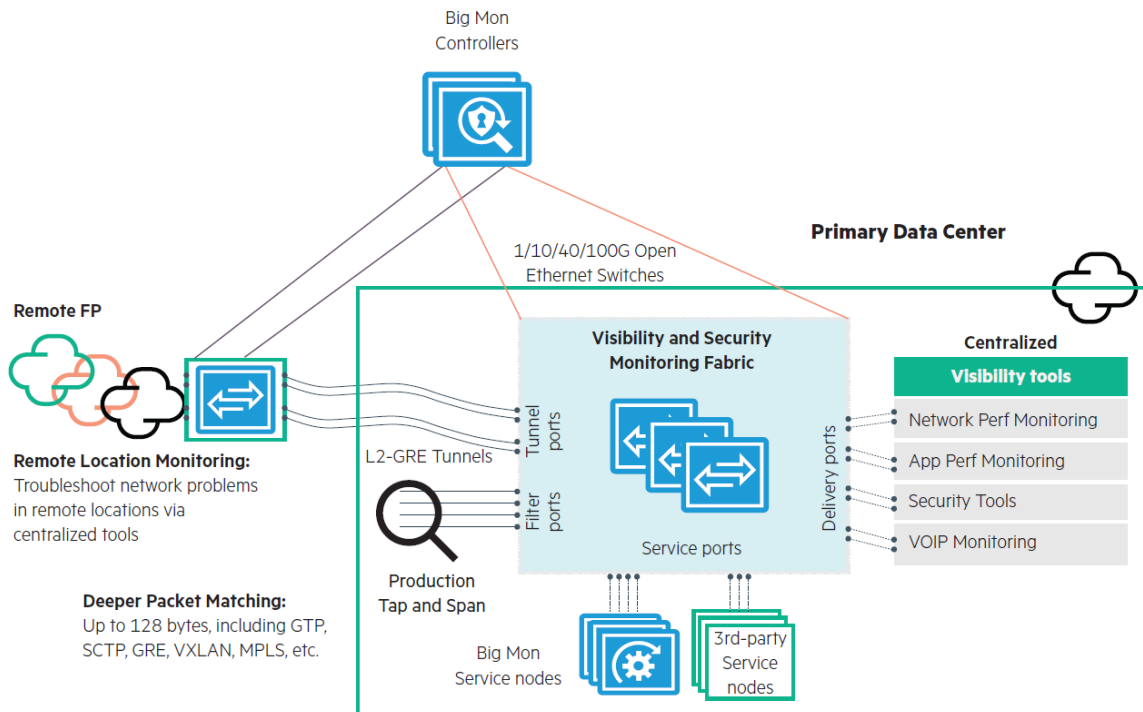 Big Mon
Controllers
Primary Data Center
1/10/40/100G Open
Ethernet Switches
Remote FP
Visibility and Security
Monitoring Fabric
Centralized
Visibility tools
Network Perf Monitoring
App Perf Monitoring
Security Tools
VOIP Monitoring
Tunnel
ports
L2-GRE Tunnels
Filter
ports
Delivery ports
Service ports
Remote Location Monitoring:
Troubleshoot network problems
in remote locations via
centralized tools
Production
Tap and Span
Deeper Packet Matching:
Up to 128 bytes, including GTP,
SCTP, GRE, VXLAN, MPLS, etc.
Big Mon
Service nodes
3rd-party
Service
nodes